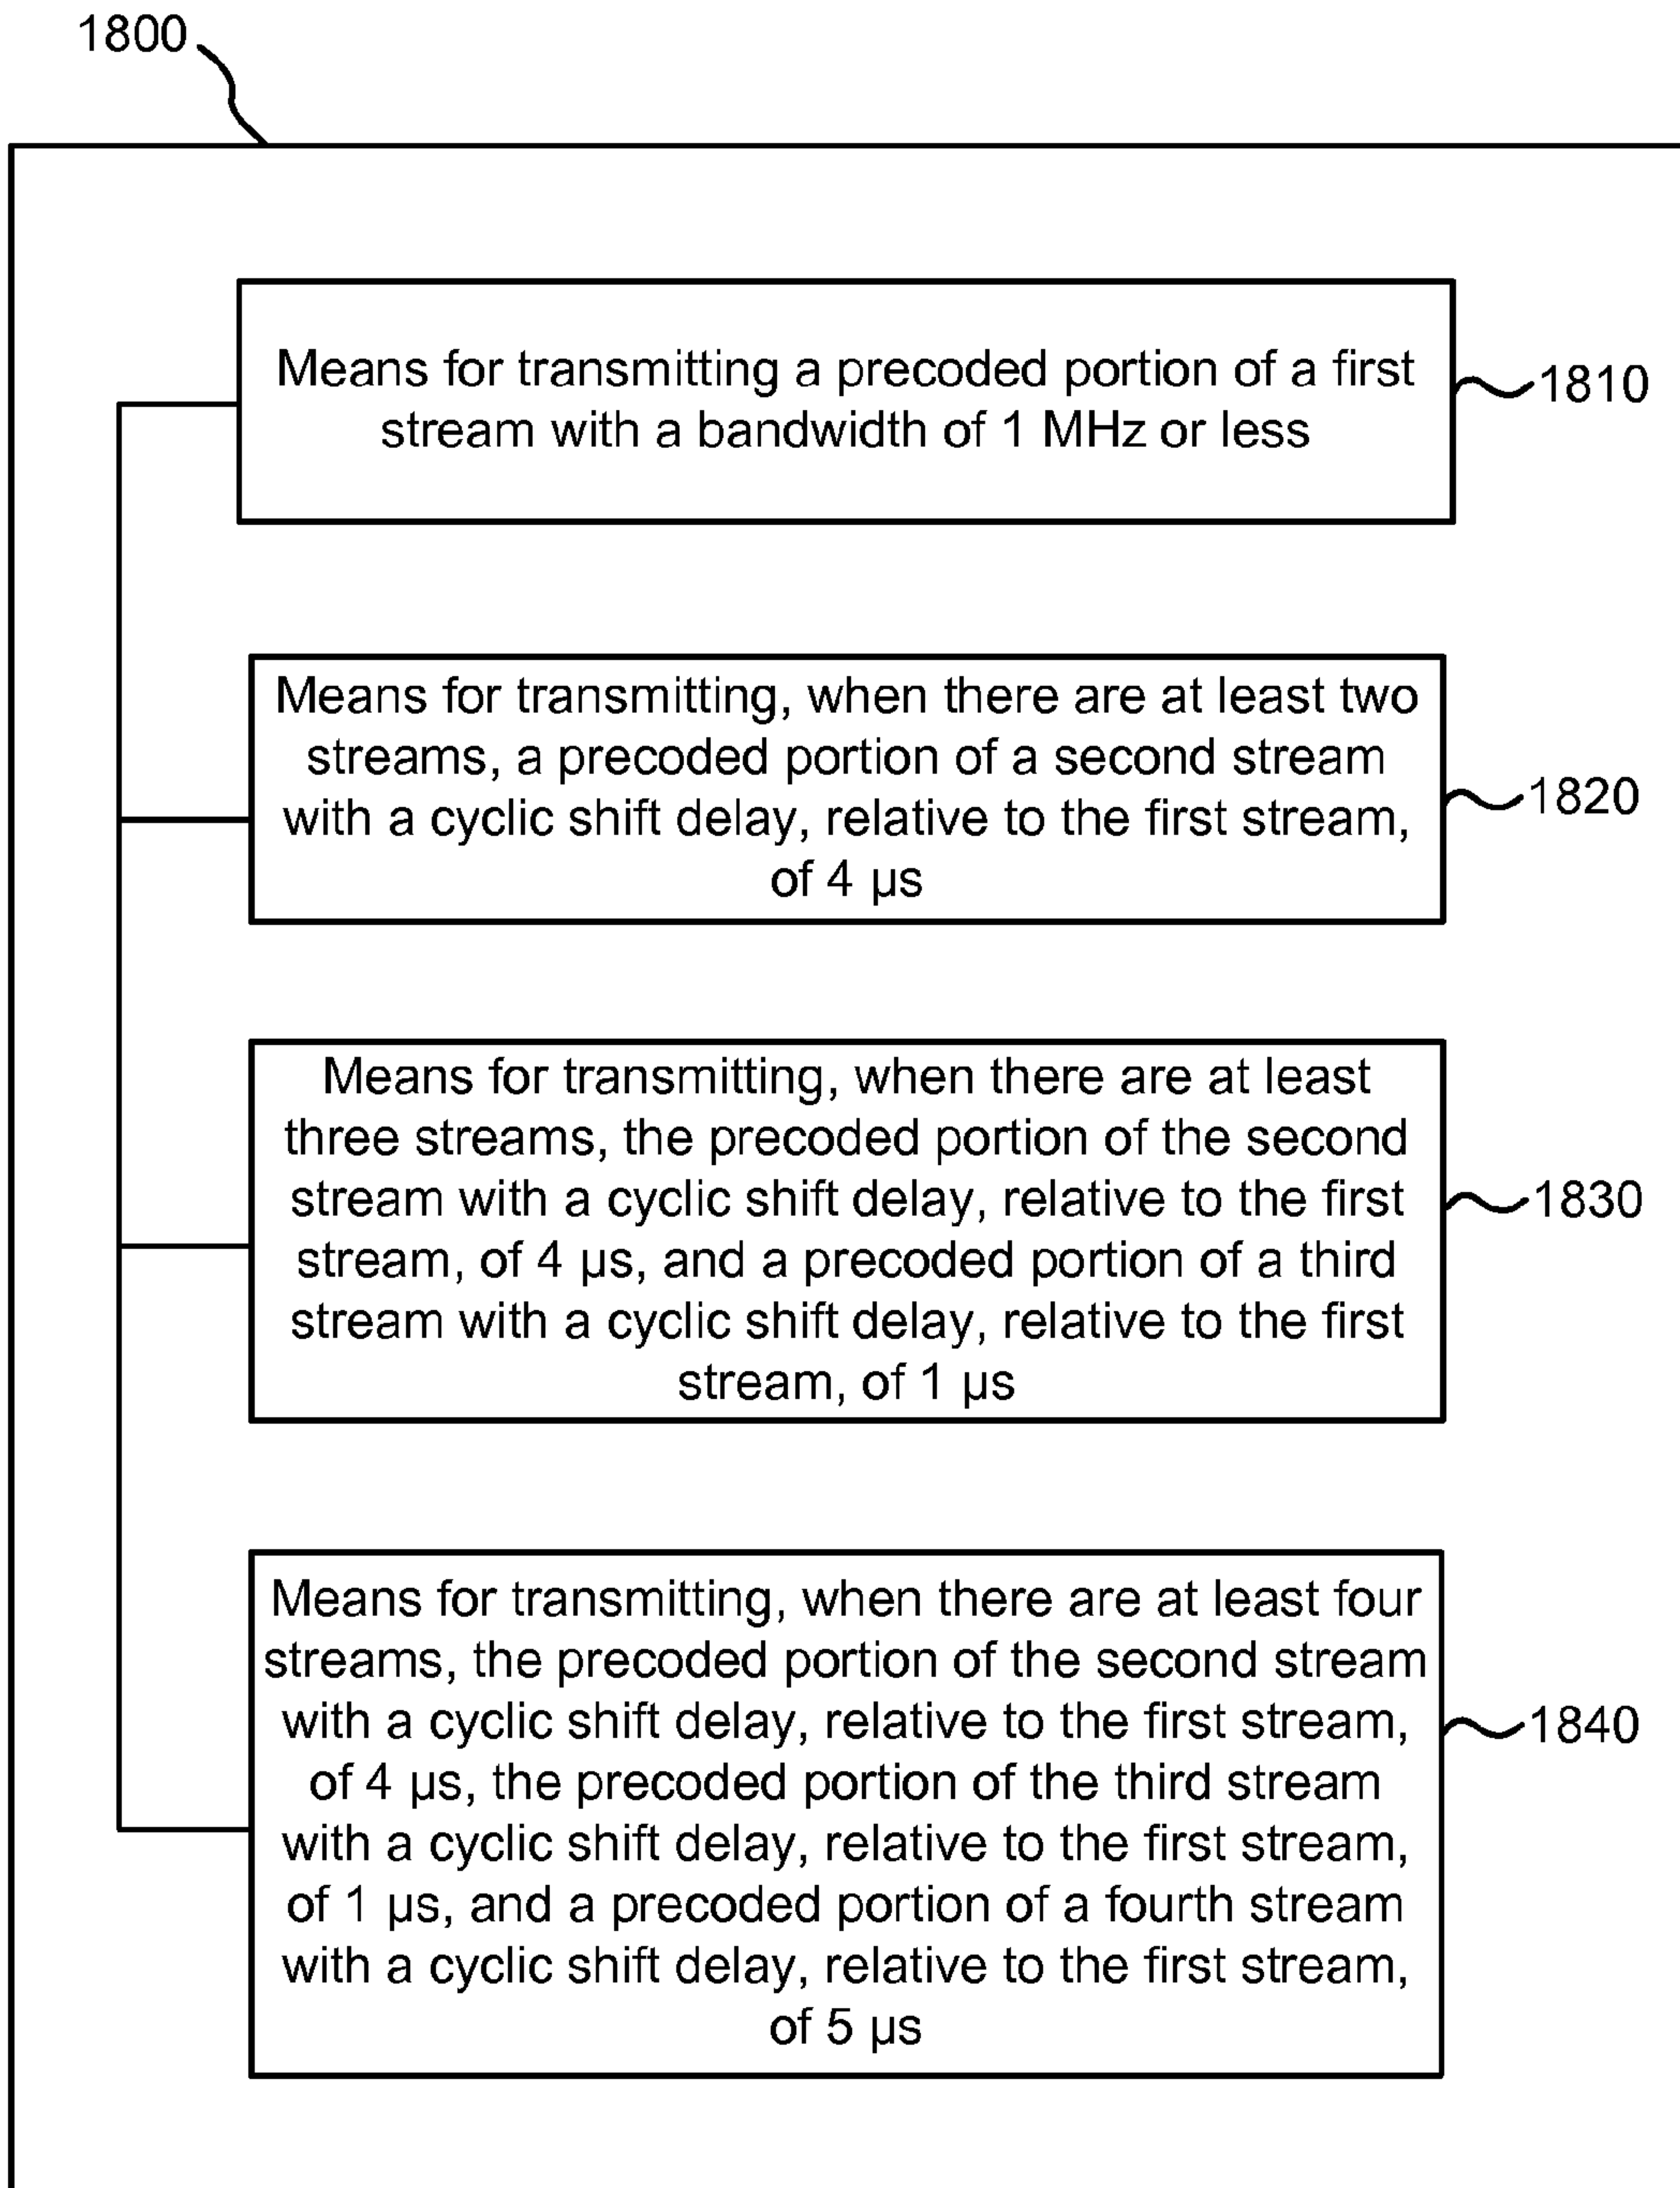 1800
Means for transmitting a precoded portion of a first
stream with a bandwidth of 1 MHz or less
1810
Means for transmitting, when there are at least two
streams, a precoded portion of a second stream
with a cyclic shift delay, relative to the first stream,
of 4 µs
1820
Means for transmitting, when there are at least
three streams, the precoded portion of the second
stream with a cyclic shift delay, relative to the first
stream, of 4 µs, and a precoded portion of a third
stream with a cyclic shift delay, relative to the first
stream, of 1 µs
1830
Means for transmitting, when there are at least four
streams, the precoded portion of the second stream
with a cyclic shift delay, relative to the first stream,
of 4 µs, the precoded portion of the third stream
with a cyclic shift delay, relative to the first stream,
of 1 µs, and a precoded portion of a fourth stream
with a cyclic shift delay, relative to the first stream,
of 5 µs
1840